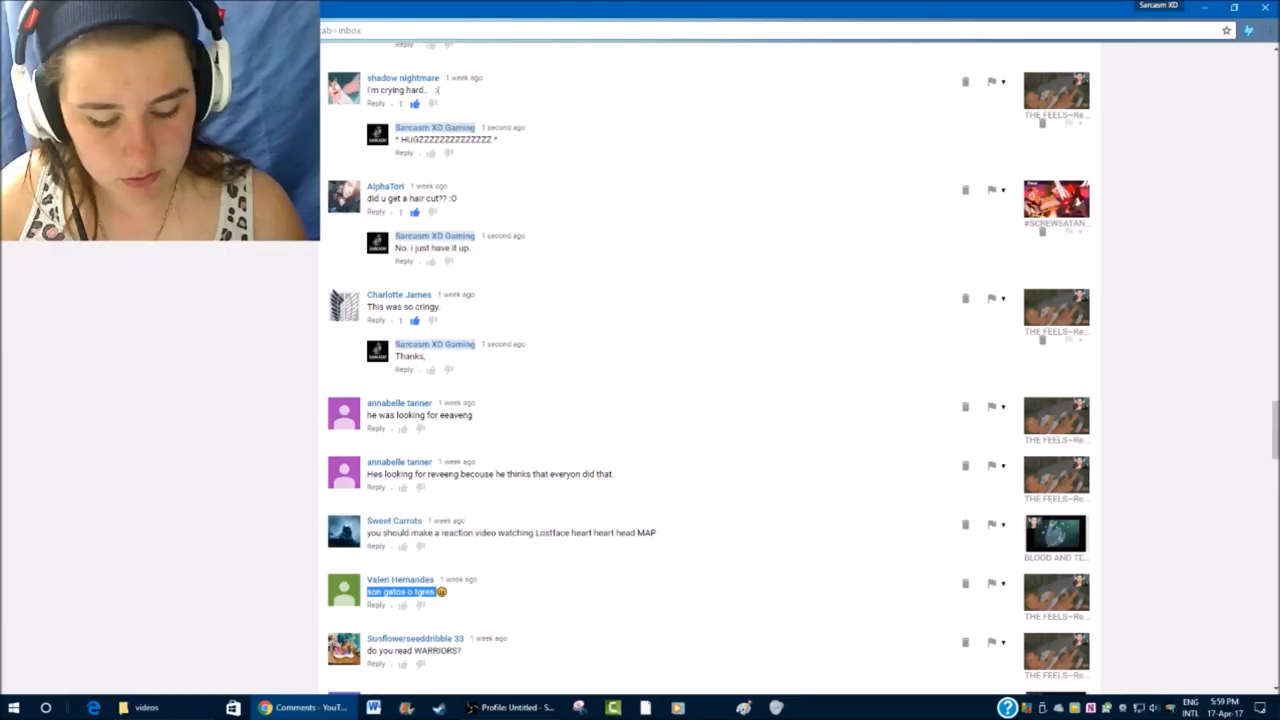 Sarcasm XD
ab=inbox
Reply
shadow nightmare 1 week ago
i'm crying hard.. :(
Reply · 1
THE FEELS~Re...
Sarcasm XD Gaming 1 second ago
* HUGZZZZZZZZZZZZZZ *
Reply
AlphaTori 1 week ago
did u get a hair cut?? :O
Reply · 1
#SCREWSATAN...
Sarcasm XD Gaming 1 second ago
No. i just have it up.
Reply
Charlotte James 1 week ago
This was so cringy.
Reply · 1
THE FEELS~Re...
Sarcasm XD Gaming 1 second ago
Thanks,
Reply
annabelle tanner 1 week ago
he was looking for eeaveng
Reply ·
THE FEELS~Re...
annabelle tanner 1 week ago
Hes looking for reveeng becouse he thinks that everyon did that.
Reply ·
THE FEELS~Re...
Sweet Carrots 1 week ago
you should make a reaction video watching Lostface heart heart head MAP
Reply ·
BLOOD AND TE...
Valeri Hernandes 1 week ago
son gatos o tgres
Reply ·
THE FEELS~Re...
Sunflowerseeddribble 33 1 week ago
do you read WARRIORS?
Reply ·
THE FEELS~Re...
videos
Comments - YouT...
Profile: Untitled - S...
ENG
INTL
5:59 PM
17-Apr-17